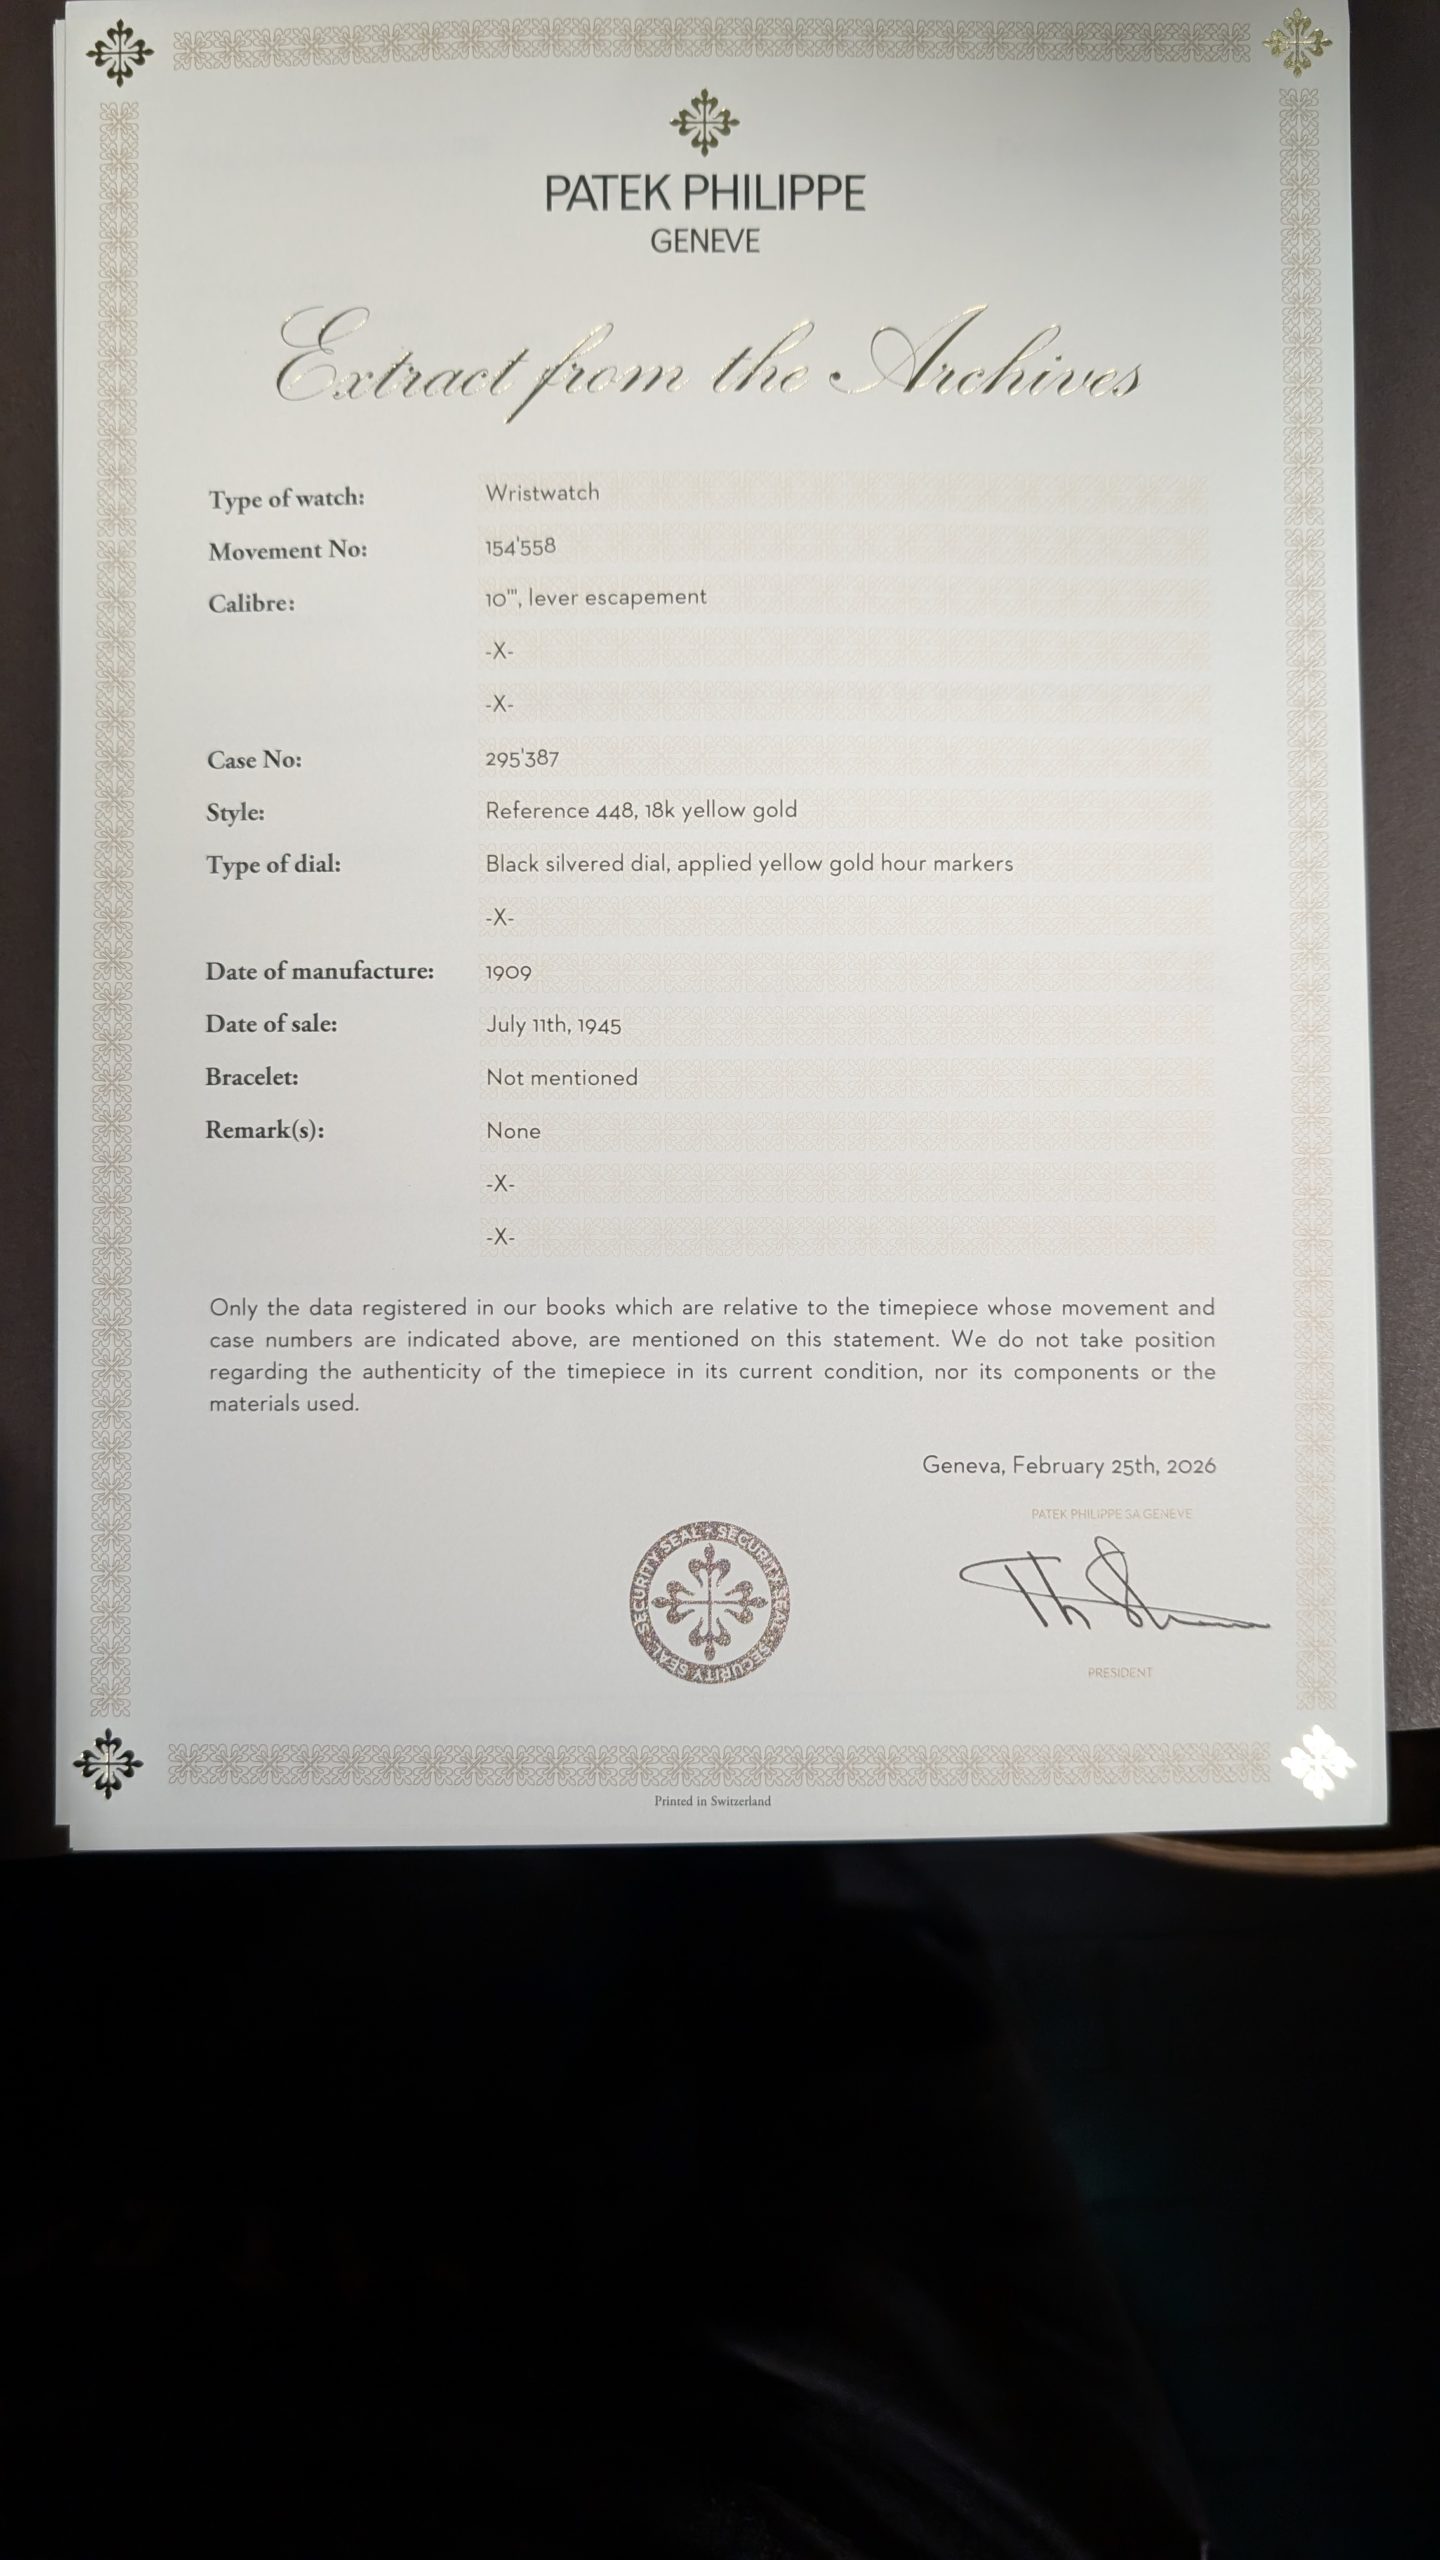 PATEK PHILIPPE
GENEVE
Extract from the Archives
Type of watch: Wristwatch
Movement No: 154'558
Calibre: 10''', lever escapement
-X-
-X-
Case No: 295'387
Style: Reference 448, 18k yellow gold
Type of dial: Black silvered dial, applied yellow gold hour markers
-X-
Date of manufacture: 1909
Date of sale: July 11th, 1945
Bracelet: Not mentioned
Remark(s): None
-X-
-X-
Only the data registered in our books which are relative to the timepiece whose movement and
case numbers are indicated above, are mentioned on this statement. We do not take position
regarding the authenticity of the timepiece in its current condition, nor its components or the
materials used.
Geneva, February 25th, 2026
PATEK PHILIPPE SA GENEVE
SECURITY SEAL · SECURITY SEAL · SECURITY SEAL ·
PRESIDENT
Printed in Switzerland